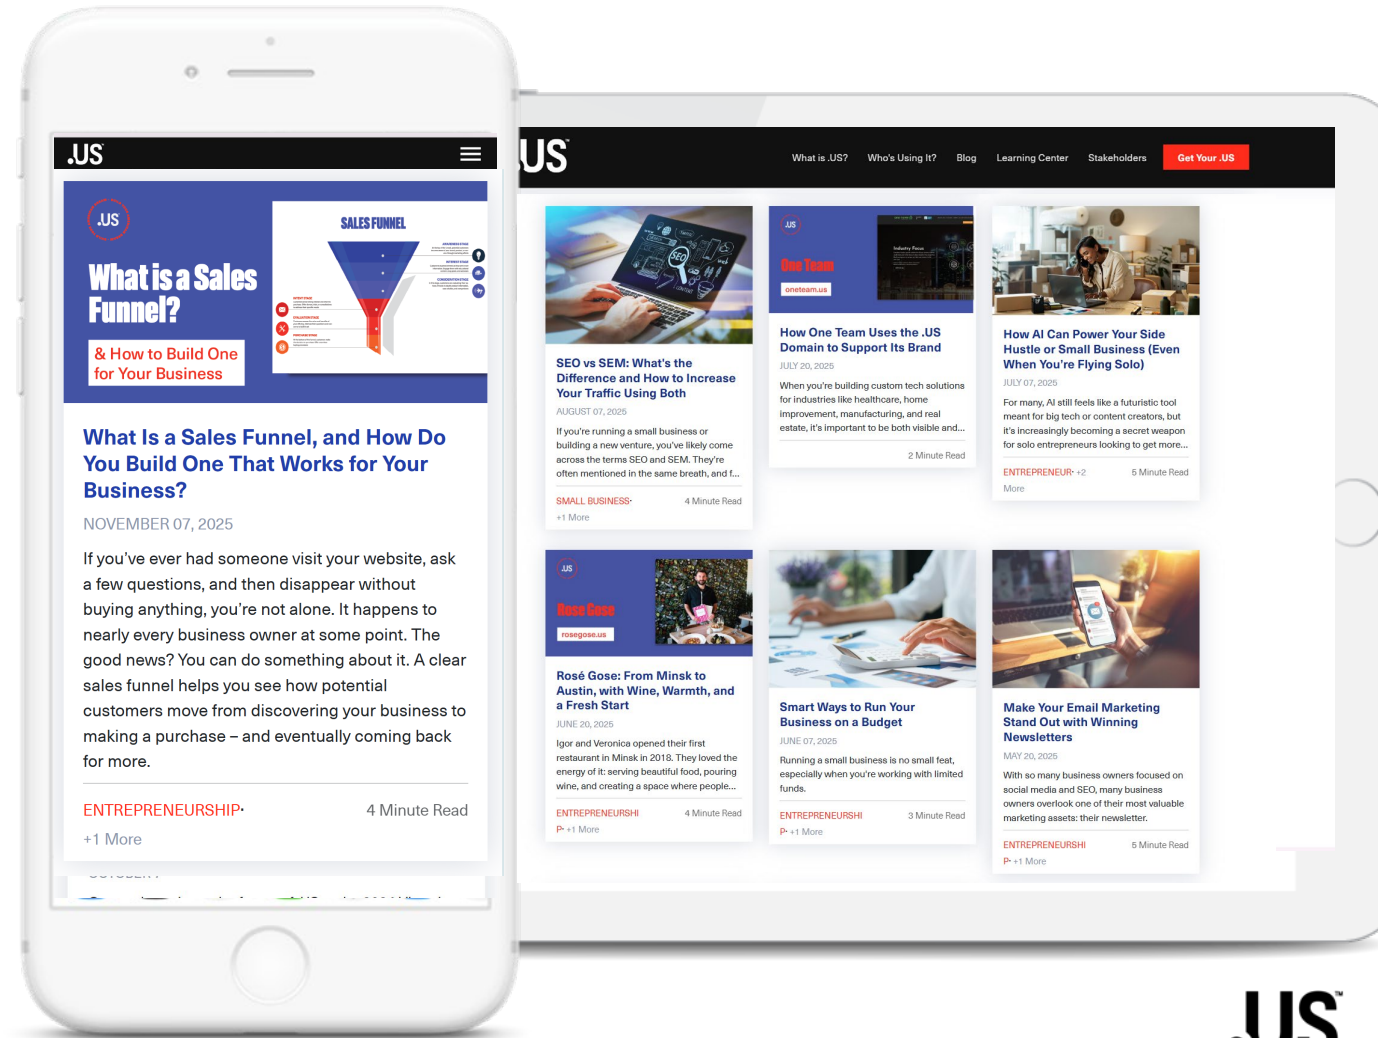 .US
.US
What is a Sales
Funnel?
& How to Build One
for Your Business
SALES FUNNEL
What Is a Sales Funnel, and How Do
You Build One That Works for Your
Business?
NOVEMBER 07, 2025
If you've ever had someone visit your website, ask
a few questions, and then disappear without
buying anything, you're not alone. It happens to
nearly every business owner at some point. The
good news? You can do something about it. A clear
sales funnel helps you see how potential
customers move from discovering your business to
making a purchase – and eventually coming back
for more.
ENTREPRENEURSHIP·
4 Minute Read
+1 More
US
What is .US?
Who's Using It?
Blog
Learning Center
Stakeholders
Get Your .US
SEO
SEO vs SEM: What's the
Difference and How to Increase
Your Traffic Using Both
AUGUST 07, 2025
If you're running a small business or
building a new venture, you've likely come
across the terms SEO and SEM. They're
often mentioned in the same breath, and f...
SMALL BUSINESS·
4 Minute Read
+1 More
.US
One Team
oneteam.us
Industry Focus
How One Team Uses the .US
Domain to Support Its Brand
JULY 20, 2025
When you're building custom tech solutions
for industries like healthcare, home
improvement, manufacturing, and real
estate, it's important to be both visible and...
2 Minute Read
How AI Can Power Your Side
Hustle or Small Business (Even
When You're Flying Solo)
JULY 07, 2025
For many, AI still feels like a futuristic tool
meant for big tech or content creators, but
it's increasingly becoming a secret weapon
for solo entrepreneurs looking to get more...
ENTREPRENEUR· +2
More
5 Minute Read
.US
Rose Gose
rosegose.us
Rosé Gose: From Minsk to
Austin, with Wine, Warmth, and
a Fresh Start
JUNE 20, 2025
Igor and Veronica opened their first
restaurant in Minsk in 2018. They loved the
energy of it: serving beautiful food, pouring
wine, and creating a space where people...
ENTREPRENEURSHI
P· +1 More
4 Minute Read
Smart Ways to Run Your
Business on a Budget
JUNE 07, 2025
Running a small business is no small feat,
especially when you're working with limited
funds.
ENTREPRENEURSHI
P· +1 More
3 Minute Read
Make Your Email Marketing
Stand Out with Winning
Newsletters
MAY 20, 2025
With so many business owners focused on
social media and SEO, many business
owners overlook one of their most valuable
marketing assets: their newsletter.
ENTREPRENEURSHI
P· +1 More
5 Minute Read
.US™